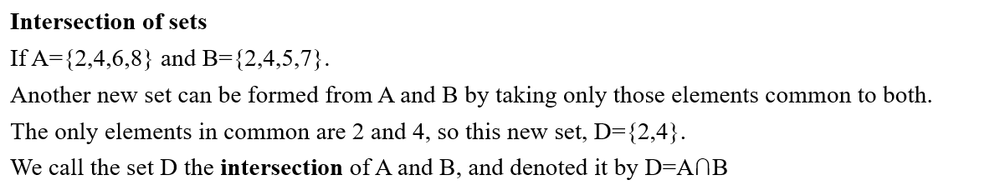 Intersection of sets
If A={2,4,6,8} and B={2,4,5,7}.
Another new set can be formed from A and B by taking only those elements common to both.
The only elements in common are 2 and 4, so this new set, D={2,4}.
We call the set D the intersection of A and B, and denoted it by D=A∩B